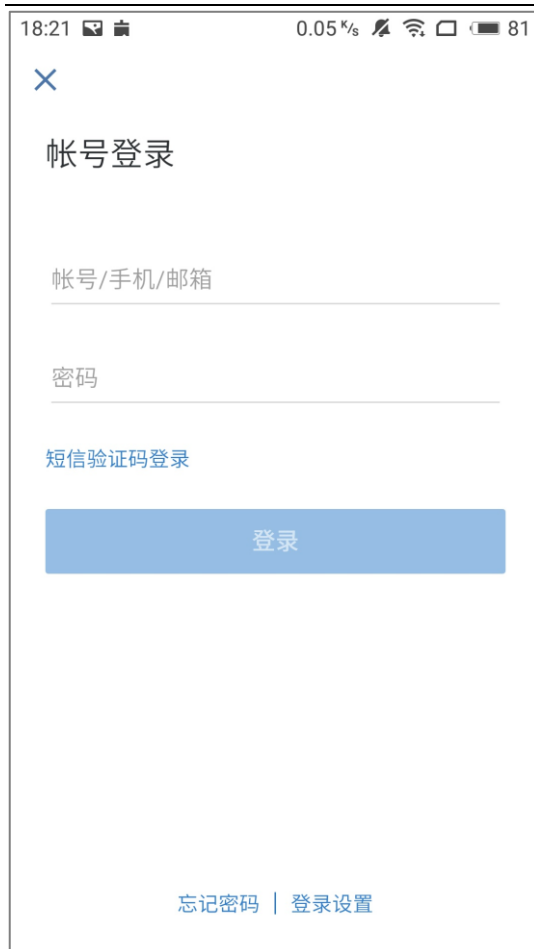 18:21 0.05 K/s 81
帐号登录
帐号/手机/邮箱
密码
短信验证码登录
登录
忘记密码 | 登录设置